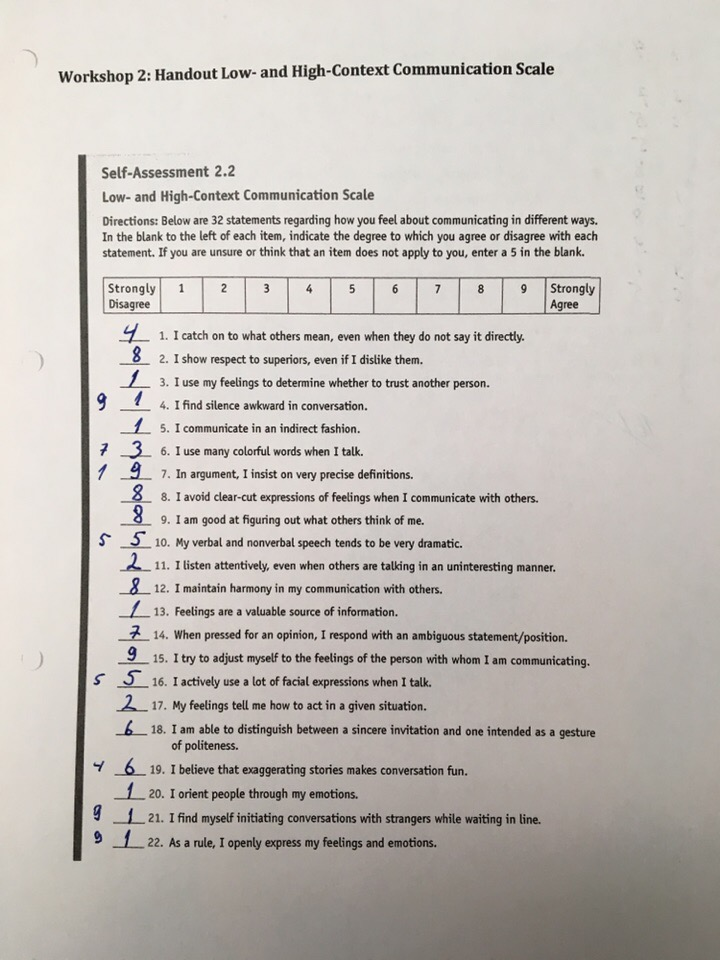 Workshop 2: Handout Low- and High-Context Communication Scale
Self-Assessment 2.2
Low- and High-Context Communication Scale
Directions: Below are 32 statements regarding how you feel about communicating in different ways.
In the blank to the left of each item, indicate the degree to which you agree or disagree with each
statement. If you are unsure or think that an item does not apply to you, enter a 5 in the blank.
Strongly Disagree 1 2 3 4 5 6 7 8 9 Strongly Agree
4 1. I catch on to what others mean, even when they do not say it directly.
8 2. I show respect to superiors, even if I dislike them.
1 3. I use my feelings to determine whether to trust another person.
9 1 4. I find silence awkward in conversation.
1 5. I communicate in an indirect fashion.
7 3 6. I use many colorful words when I talk.
1 9 7. In argument, I insist on very precise definitions.
8 8. I avoid clear-cut expressions of feelings when I communicate with others.
8 9. I am good at figuring out what others think of me.
5 5 10. My verbal and nonverbal speech tends to be very dramatic.
2 11. I listen attentively, even when others are talking in an uninteresting manner.
8 12. I maintain harmony in my communication with others.
1 13. Feelings are a valuable source of information.
7 14. When pressed for an opinion, I respond with an ambiguous statement/position.
9 15. I try to adjust myself to the feelings of the person with whom I am communicating.
5 5 16. I actively use a lot of facial expressions when I talk.
2 17. My feelings tell me how to act in a given situation.
6 18. I am able to distinguish between a sincere invitation and one intended as a gesture
of politeness.
4 6 19. I believe that exaggerating stories makes conversation fun.
1 20. I orient people through my emotions.
9 1 21. I find myself initiating conversations with strangers while waiting in line.
9 1 22. As a rule, I openly express my feelings and emotions.